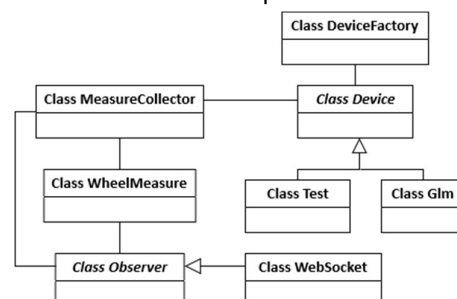 Class DeviceFactory
Class MeasureCollector
Class Device
Class WheelMeasure
Class Test
Class Glm
Class Observer
Class WebSocket